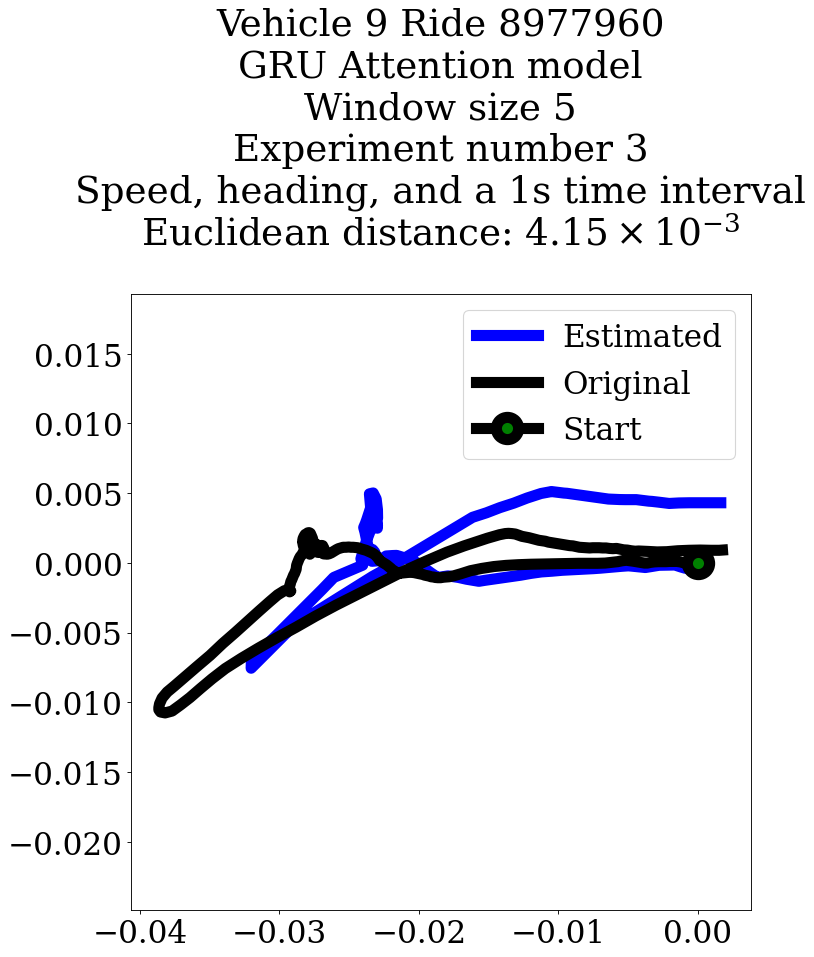 Vehicle 9 Ride 8977960
GRU Attention model
Window size 5
Experiment number 3
Speed, heading, and a 1s time interval
Euclidean distance: 4.15 × 10⁻³
Estimated
Original
Start
0.015
0.010
0.005
0.000
−0.005
−0.010
−0.015
−0.020
−0.04 −0.03 −0.02 −0.01 0.00